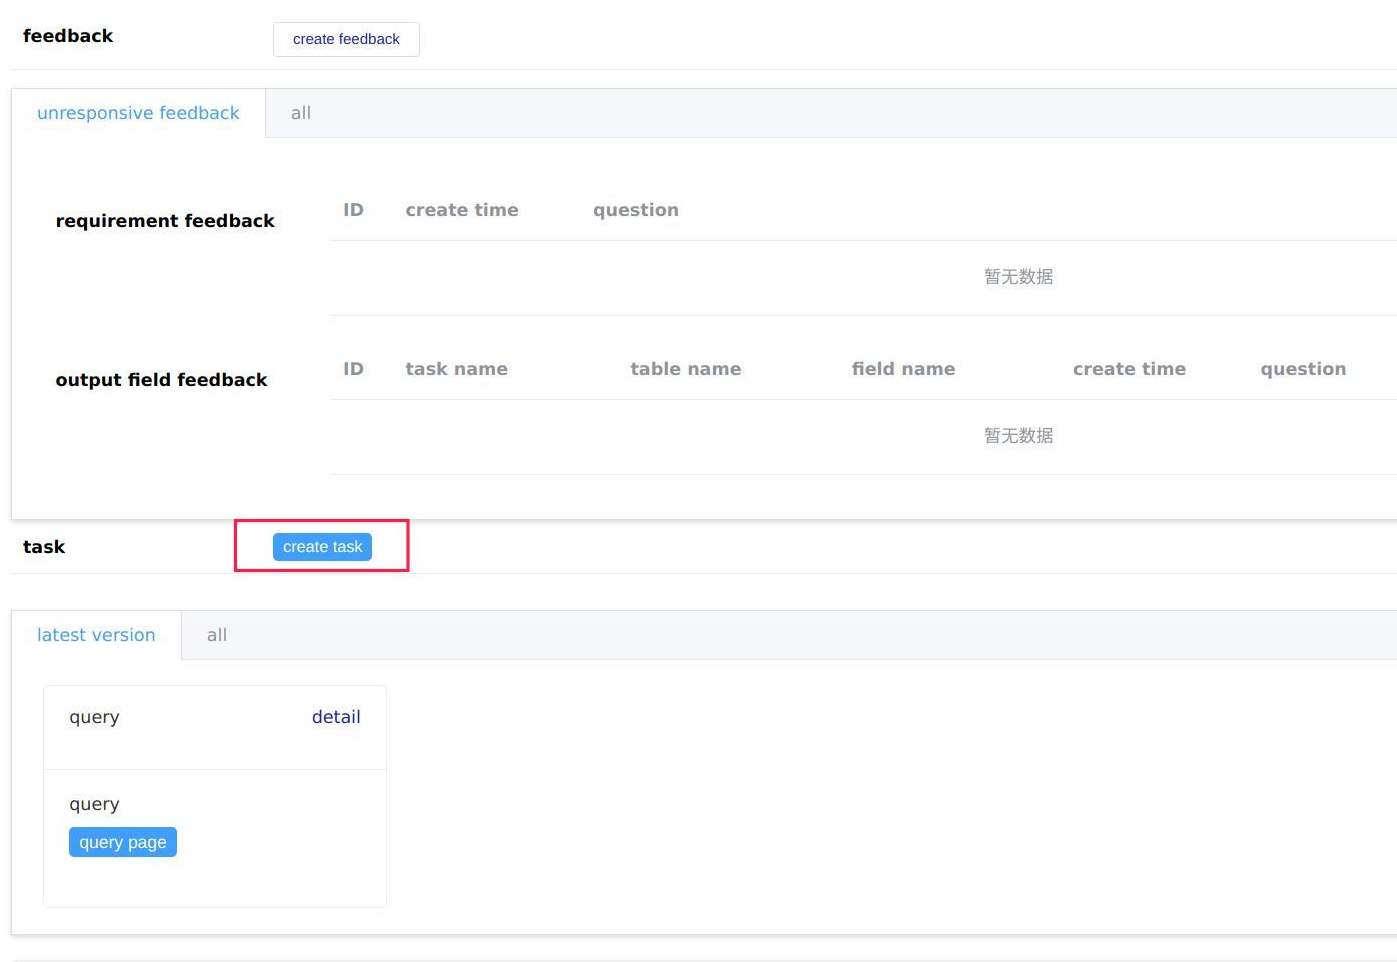 feedback create feedback
unresponsive feedback all
requirement feedback ID create time question
暂无数据
output field feedback ID task name table name field name create time question
暂无数据
task create task
latest version all
query detail
query
query page